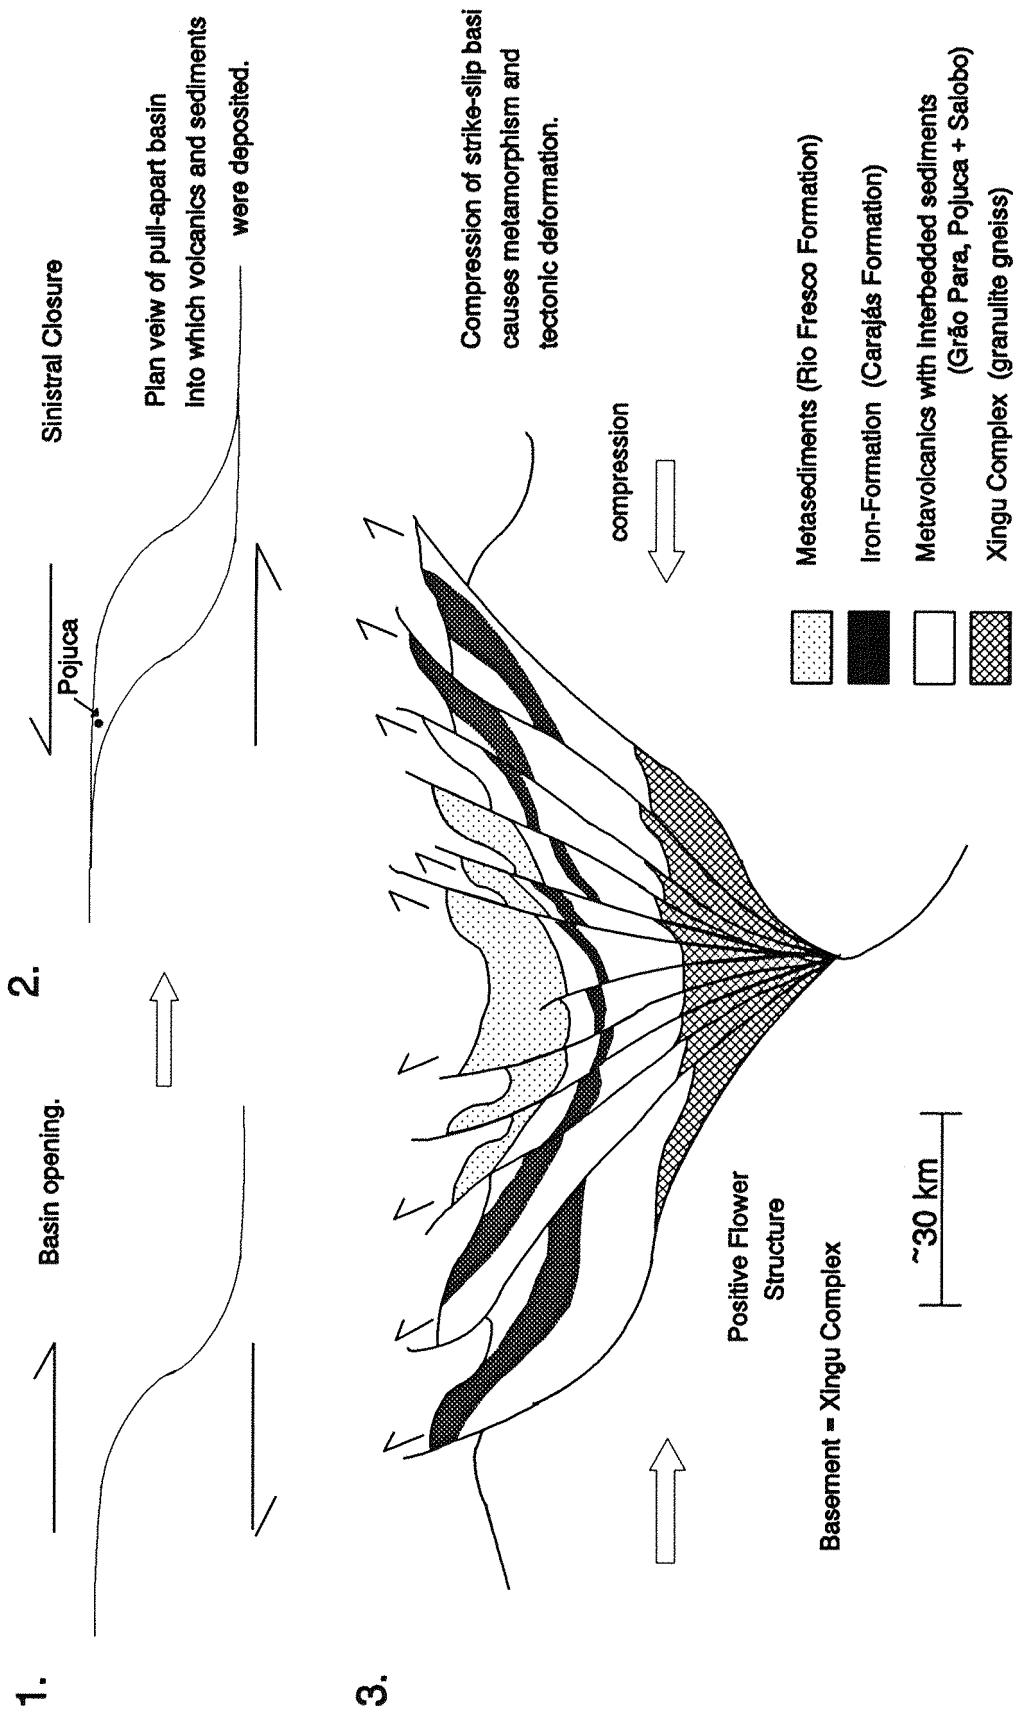 1.
Basin opening.
2.
Sinistral Closure
Pojuca
Plan veiw of pull-apart basin
into which volcanics and sediments
were deposited.
3.
Compression of strike-slip basi
causes metamorphism and
tectonic deformation.
compression
Positive Flower
Structure
Basement = Xingu Complex
~30 km
Metasediments (Rio Fresco Formation)
Iron-Formation (Carajás Formation)
Metavolcanics with interbedded sediments
(Grão Para, Pojuca + Salobo)
Xingu Complex (granulite gneiss)